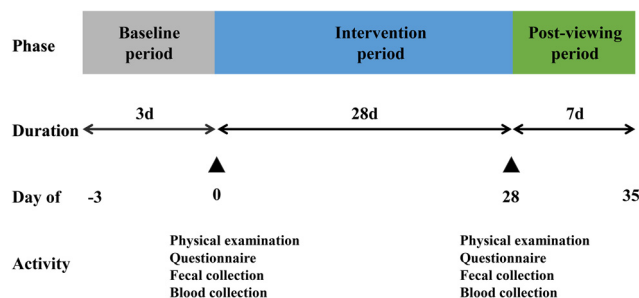 Phase
Baseline
period
Intervention
period
Post-viewing
period
Duration
3d
28d
7d
Day of
-3
0
28
35
Activity
Physical examination
Questionnaire
Fecal collection
Blood collection
Physical examination
Questionnaire
Fecal collection
Blood collection